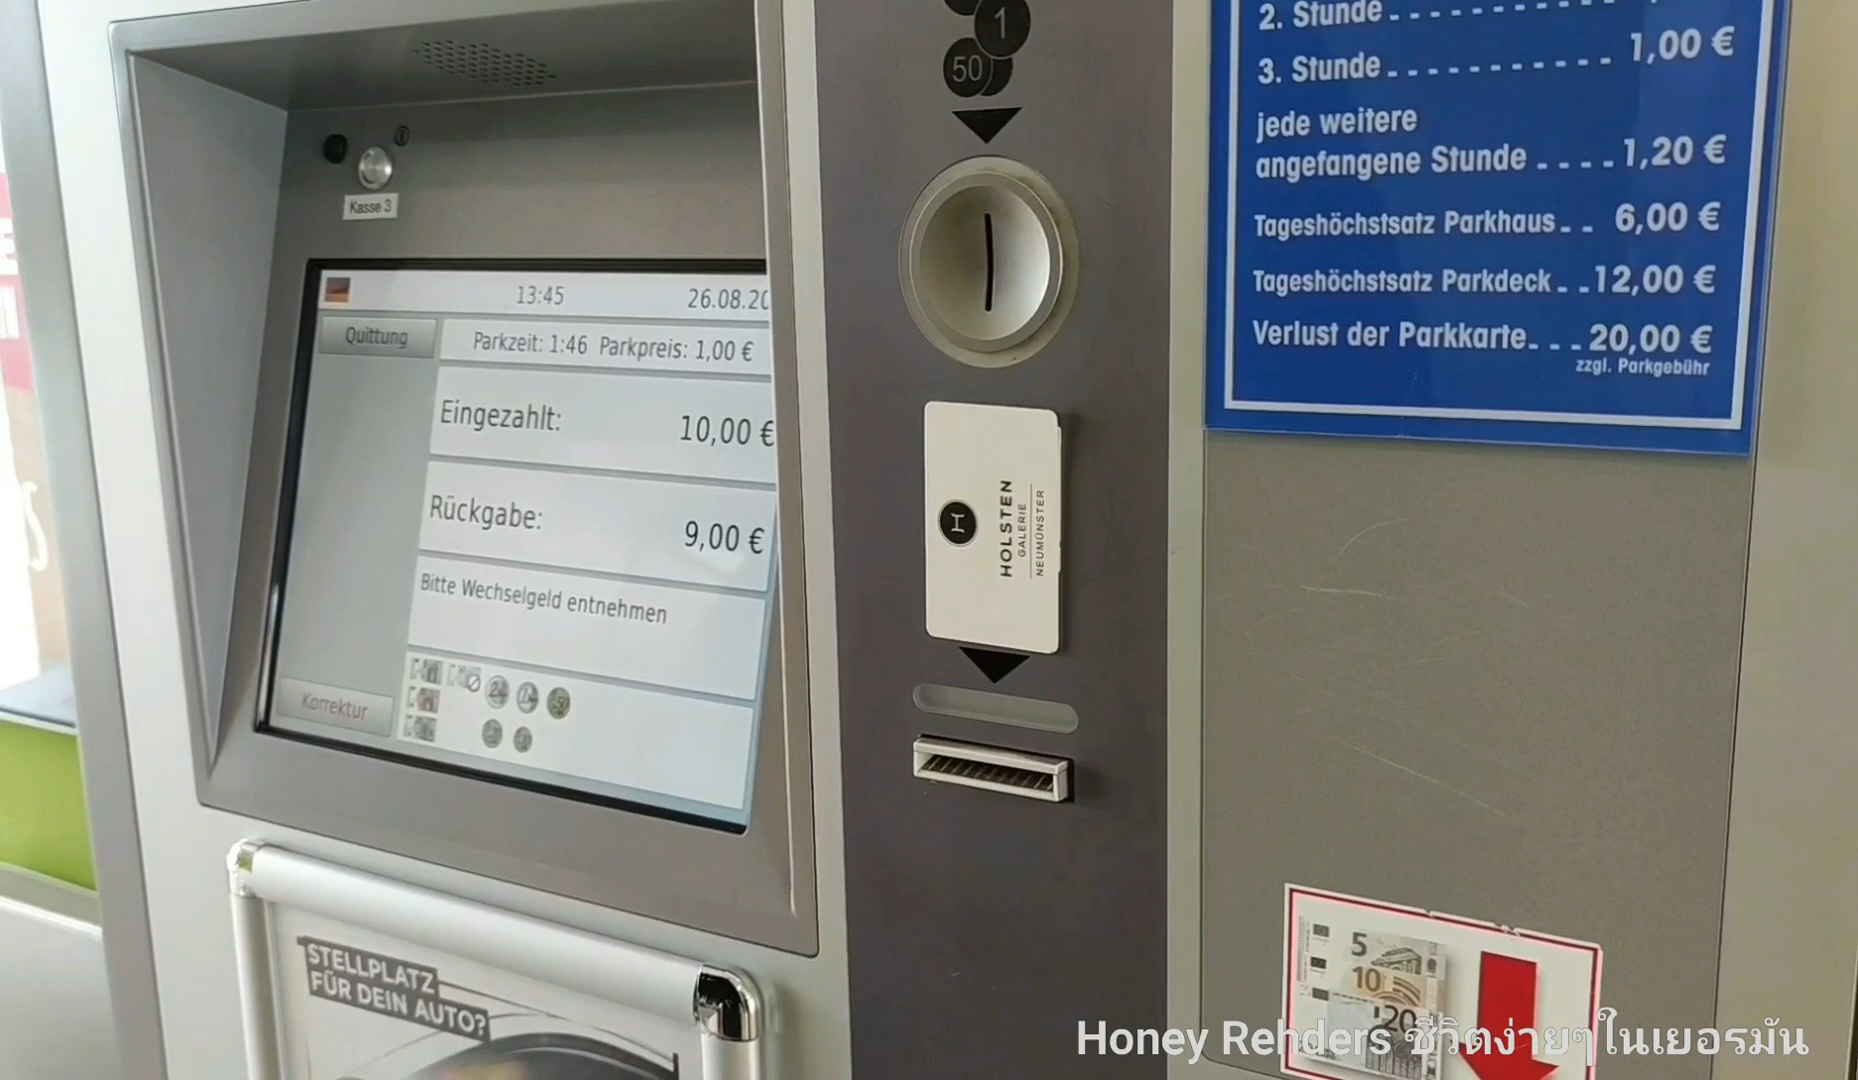 Kasse 3
13:45 26.08.20
Quittung
Parkzeit: 1:46 Parkpreis: 1,00 €
Eingezahlt: 10,00 €
Rückgabe: 9,00 €
Bitte Wechselgeld entnehmen
Korrektur
STELLPLATZ
FÜR DEIN AUTO?
1
50
HOLSTEN
GALERIE
NEUMÜNSTER
2. Stunde
3. Stunde 1,00 €
jede weitere
angefangene Stunde 1,20 €
Tageshöchstsatz Parkhaus 6,00 €
Tageshöchstsatz Parkdeck 12,00 €
Verlust der Parkkarte 20,00 €
zzgl. Parkgebühr
5
10
20
Honey Rehders ชีวิตง่ายๆในเยอรมัน